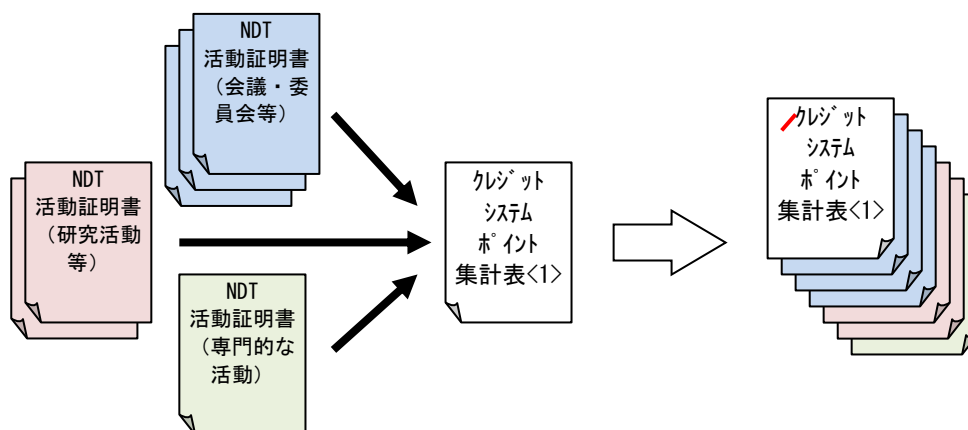 NDT
活動証明書
（会議・委
員会等）
NDT
活動証明書
（研究活動
等）
NDT
活動証明書
（専門的な
活動）
ｸﾚｼﾞｯﾄ
ｼｽﾃﾑ
ﾎﾟｲﾝﾄ
集計表<1>
ｸﾚｼﾞｯﾄ
ｼｽﾃﾑ
ﾎﾟｲﾝﾄ
集計表<1>